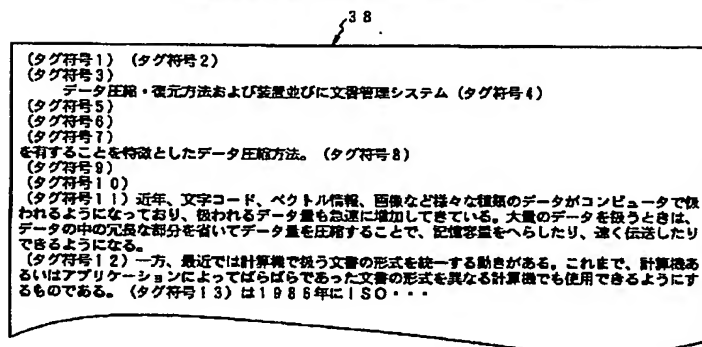 38
(タグ符号1) (タグ符号2)
(タグ符号3)
データ圧縮・復元方法および装置並びに文書管理システム (タグ符号4)
(タグ符号5)
(タグ符号6)
(タグ符号7)
を有することを特徴としたデータ圧縮方法。(タグ符号8)
(タグ符号9)
(タグ符号10)
(タグ符号11)近年、文字コード、ベクトル情報、画像など様々な種類のデータがコンピュータで扱
われるようになっており、扱われるデータ量も急速に増加してきている。大量のデータを扱うときは、
データの中の冗長な部分を省いてデータ量を圧縮することで、記憶容量をへらしたり、速く伝送したり
できるようになる。
(タグ符号12)一方、最近では計算機で扱う文書の形式を統一する動きがある。これまで、計算機あ
るいはアプリケーションによってばらばらであった文書の形式を異なる計算機でも使用できるようにす
るものである。(タグ符号13)は1986年にISO・・・